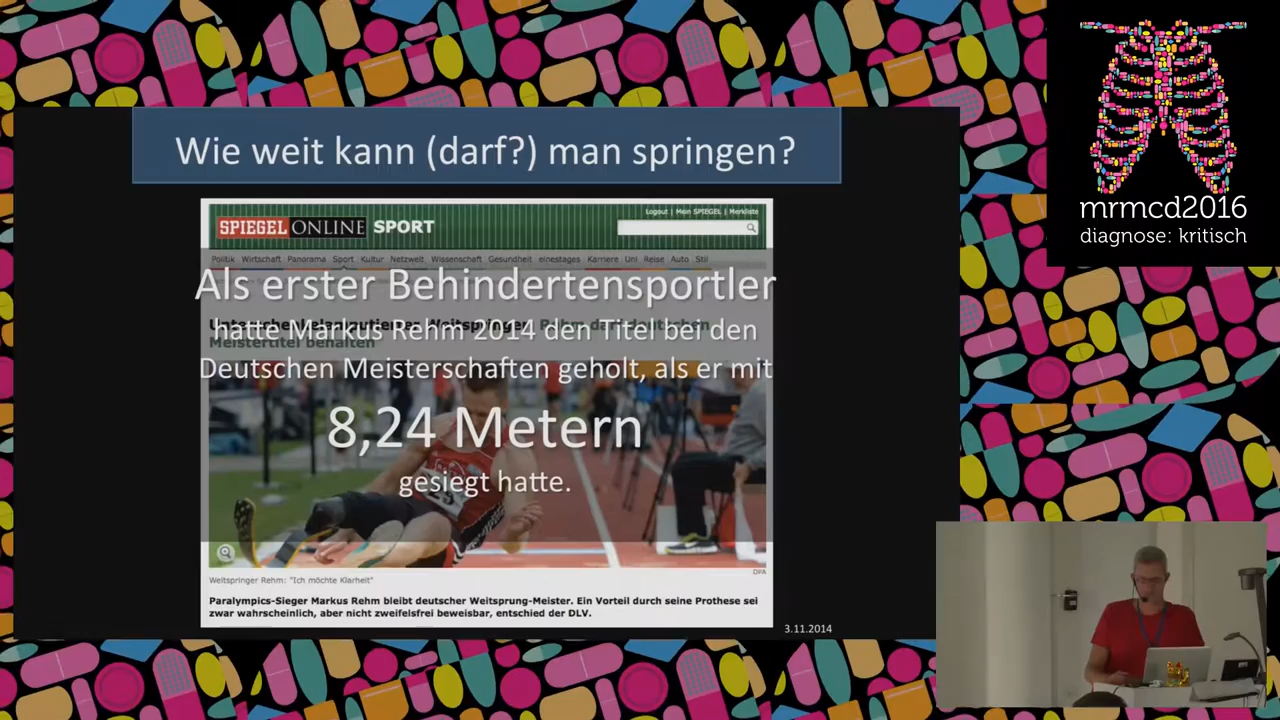 Wie weit kann (darf?) man springen?
SPIEGEL ONLINE SPORT
Logout | Mein SPIEGEL | Merkliste
Politik Wirtschaft Panorama Sport Kultur Netzwelt Wissenschaft Gesundheit einestages Karriere Uni Reise Auto Stil
Als erster Behindertensportler
hatte Markus Rehm 2014 den Titel bei den
Meistertitel behalten
Deutschen Meisterschaften geholt, als er mit
8,24 Metern
gesiegt hatte.
DPA
Weitspringer Rehm: "Ich möchte Klarheit"
Paralympics-Sieger Markus Rehm bleibt deutscher Weitsprung-Meister. Ein Vorteil durch seine Prothese sei
zwar wahrscheinlich, aber nicht zweifelsfrei beweisbar, entschied der DLV.
3.11.2014
mrmcd2016
diagnose: kritisch